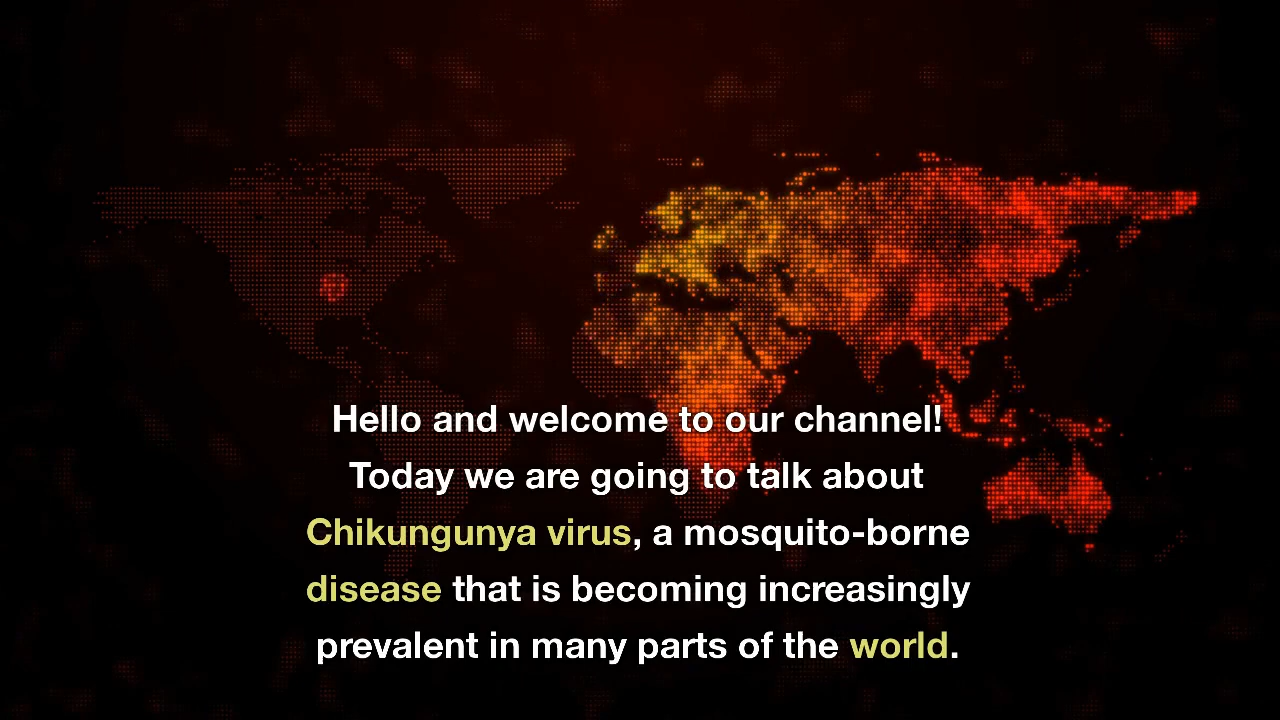 Hello and welcome to our channel!
Today we are going to talk about
Chikungunya virus, a mosquito-borne
disease that is becoming increasingly
prevalent in many parts of the world.